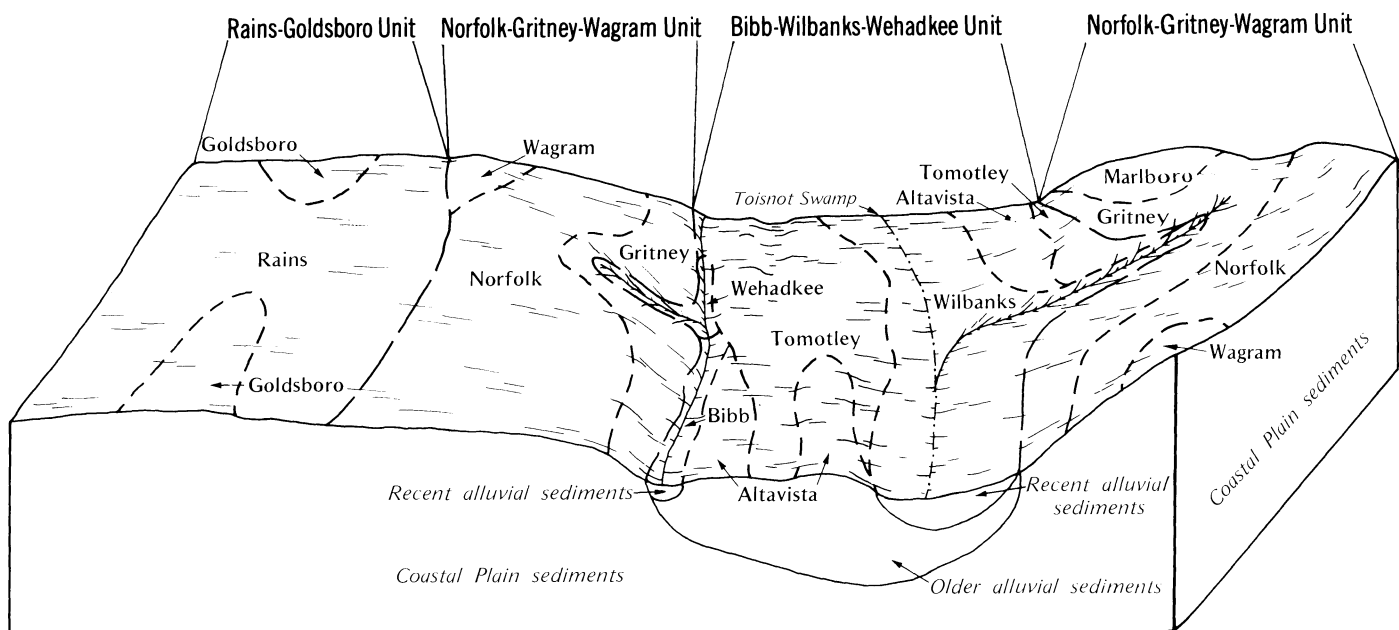 Rains-Goldsboro Unit
Norfolk-Gritney-Wagram Unit
Bibb-Wilbanks-Wehadkee Unit
Norfolk-Gritney-Wagram Unit
Goldsboro
Wagram
Toisnot Swamp
Tomotley
Altavista
Marlboro
Gritney
Rains
Norfolk
Gritney
Wehadkee
Wilbanks
Norfolk
Tomotley
Wagram
Goldsboro
Bibb
Altavista
Recent alluvial sediments
Recent alluvial
sediments
Coastal Plain sediments
Older alluvial sediments
Coastal Plain sediments